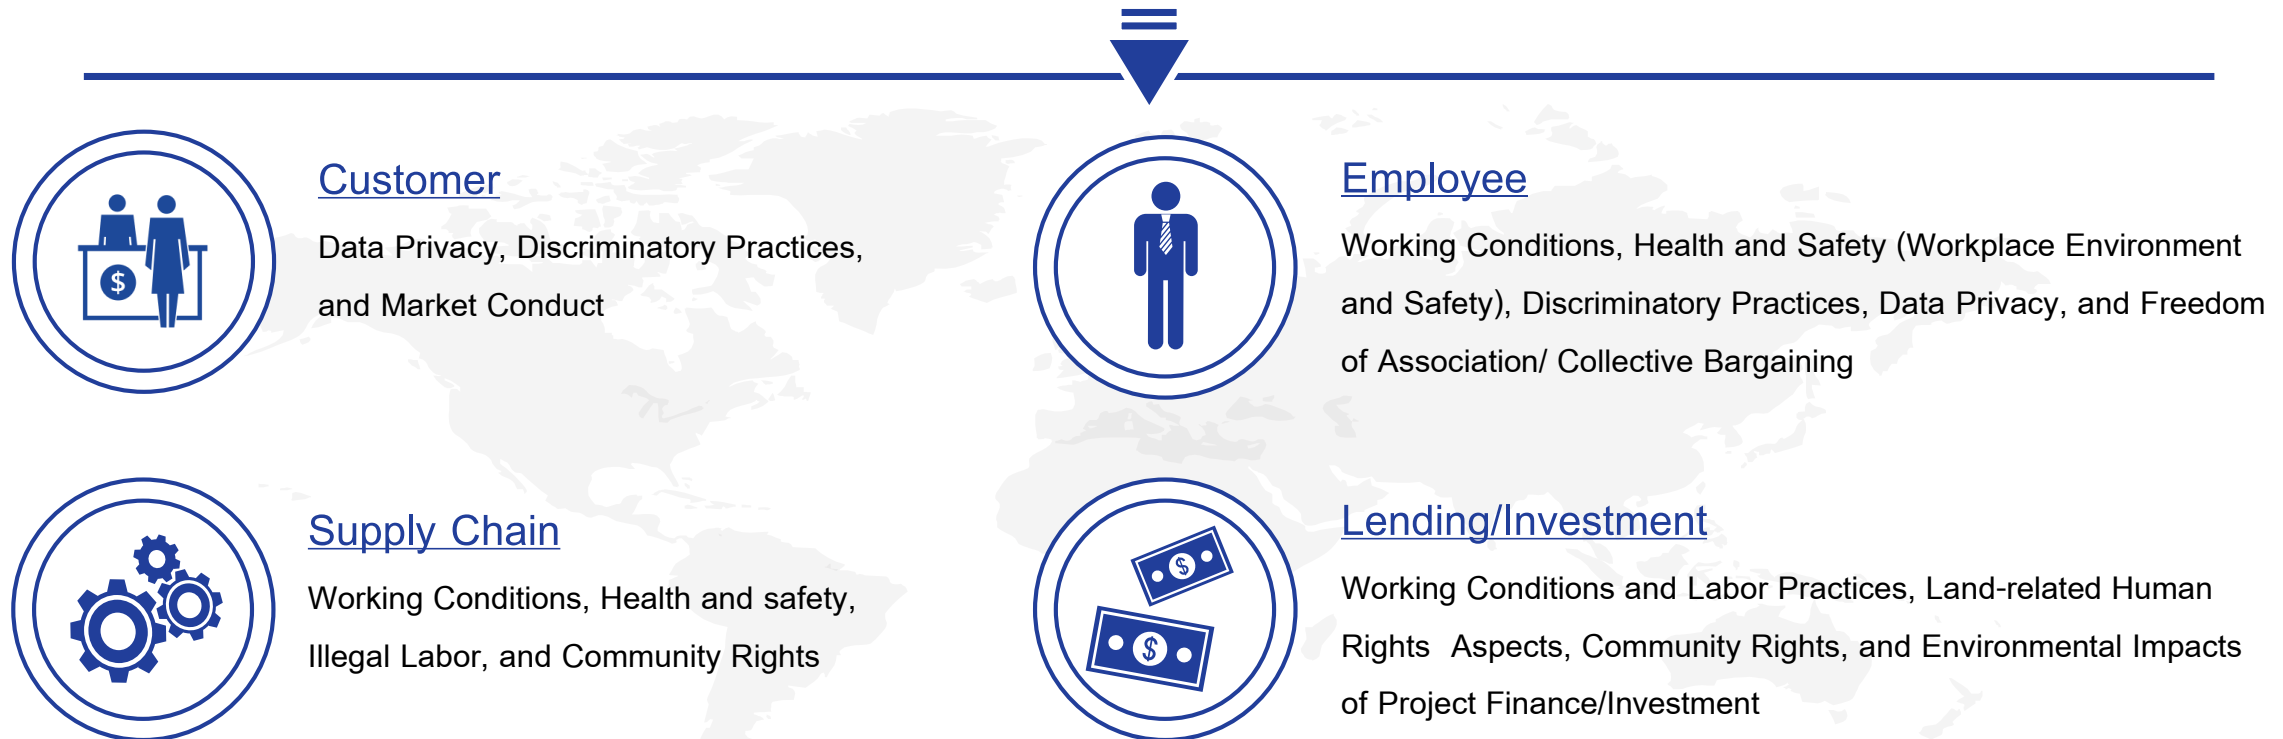 Customer
Data Privacy, Discriminatory Practices,
and Market Conduct
Employee
Working Conditions, Health and Safety (Workplace Environment
and Safety), Discriminatory Practices, Data Privacy, and Freedom
of Association/ Collective Bargaining
Supply Chain
Working Conditions, Health and safety,
Illegal Labor, and Community Rights
Lending/Investment
Working Conditions and Labor Practices, Land-related Human
Rights  Aspects, Community Rights, and Environmental Impacts
of Project Finance/Investment
$
$
$